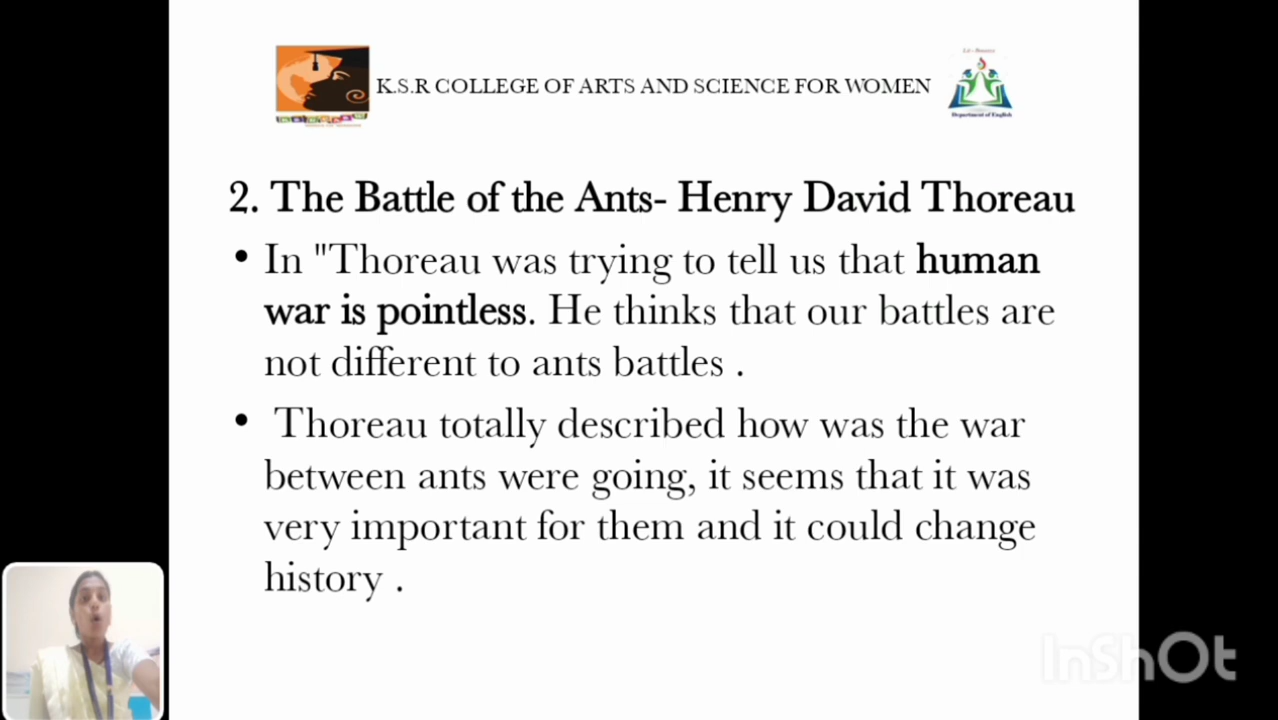 K.S.R COLLEGE OF ARTS AND SCIENCE FOR WOMEN
Department of English
2. The Battle of the Ants- Henry David Thoreau
• In "Thoreau was trying to tell us that human
war is pointless. He thinks that our battles are
not different to ants battles .
• Thoreau totally described how was the war
between ants were going, it seems that it was
very important for them and it could change
history .
InShOt